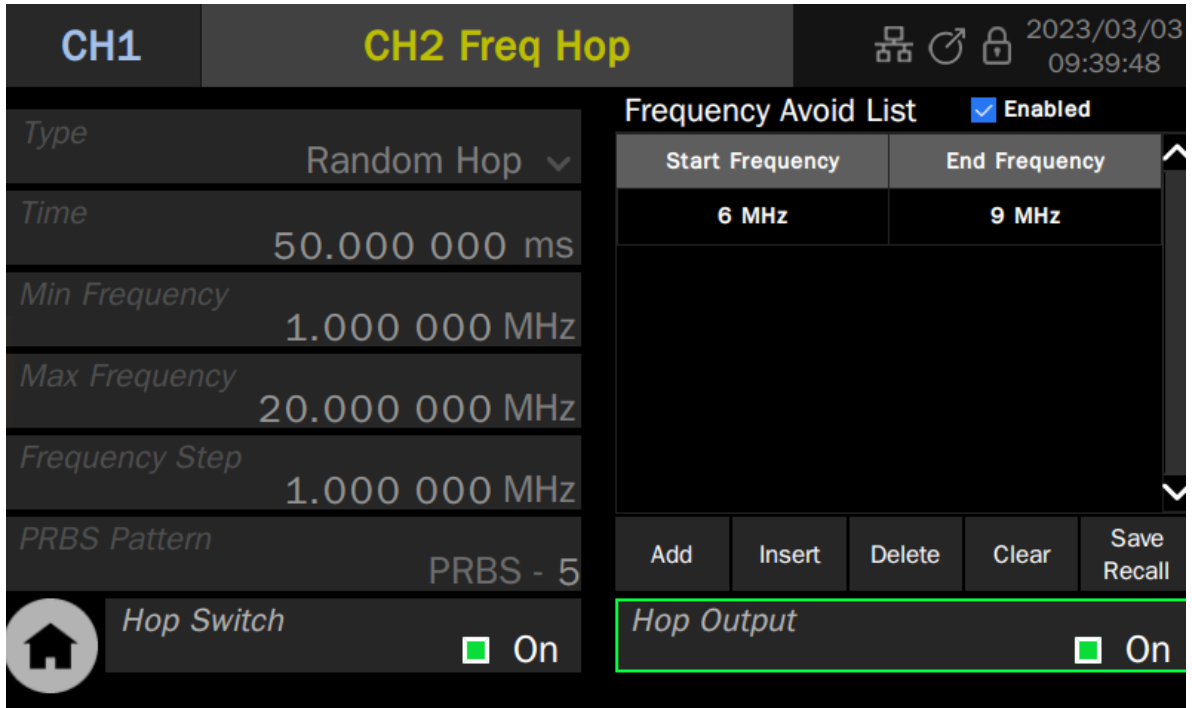 CH1
CH2 Freq Hop
2023/03/03
09:39:48
Type
Random Hop
Time
50.000 000 ms
Min Frequency
1.000 000 MHz
Max Frequency
20.000 000 MHz
Frequency Step
1.000 000 MHz
PRBS Pattern
PRBS - 5
Hop Switch
On
Frequency Avoid List
Enabled
Start Frequency End Frequency
6 MHz 9 MHz
Add Insert Delete Clear Save
Recall
Hop Output
On